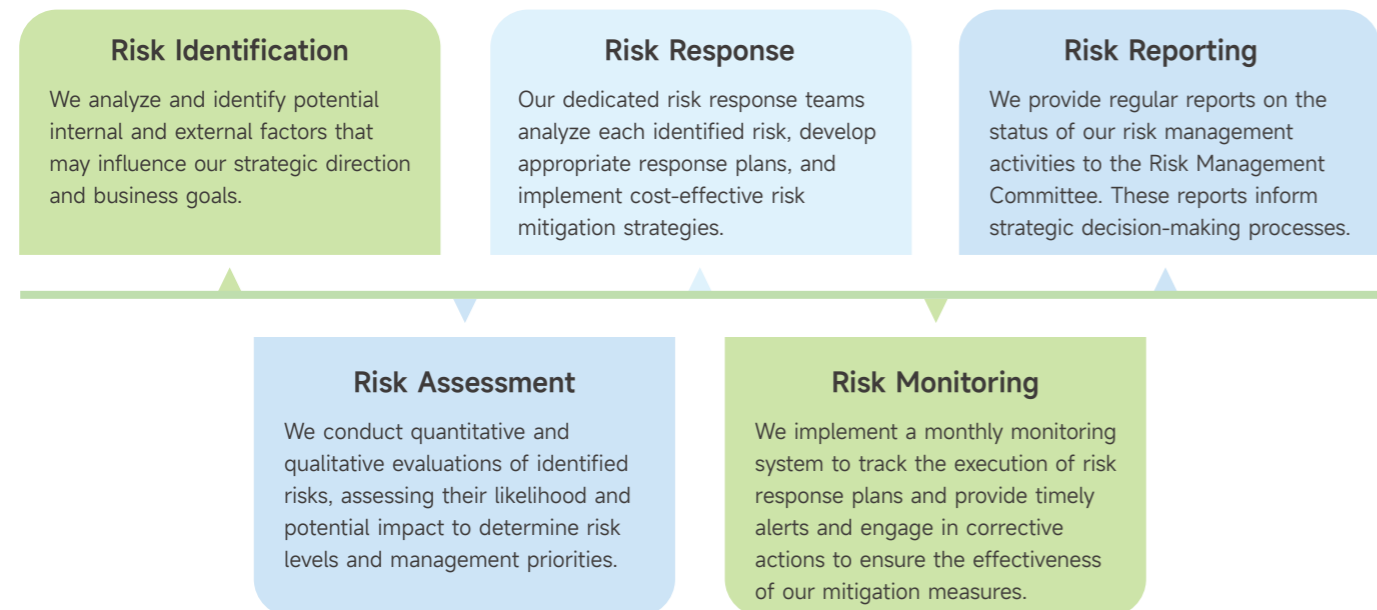 Risk Identification
We analyze and identify potential
internal and external factors that
may influence our strategic direction
and business goals.
Risk Response
Our dedicated risk response teams
analyze each identified risk, develop
appropriate response plans, and
implement cost-effective risk
mitigation strategies.
Risk Reporting
We provide regular reports on the
status of our risk management
activities to the Risk Management
Committee. These reports inform
strategic decision-making processes.
Risk Assessment
We conduct quantitative and
qualitative evaluations of identified
risks, assessing their likelihood and
potential impact to determine risk
levels and management priorities.
Risk Monitoring
We implement a monthly monitoring
system to track the execution of risk
response plans and provide timely
alerts and engage in corrective
actions to ensure the effectiveness
of our mitigation measures.